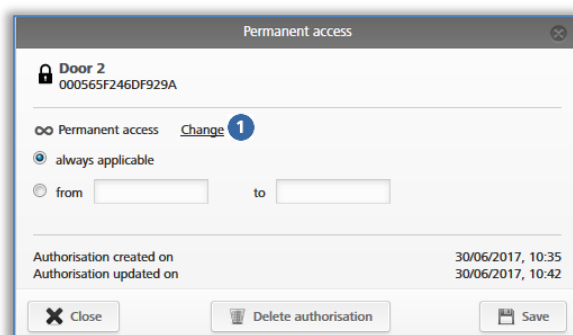 Permanent access
Door 2
000565F246DF929A
Permanent access Change 1
always applicable
from to
Authorisation created on 30/06/2017, 10:35
Authorisation updated on 30/06/2017, 10:42
Close Delete authorisation Save